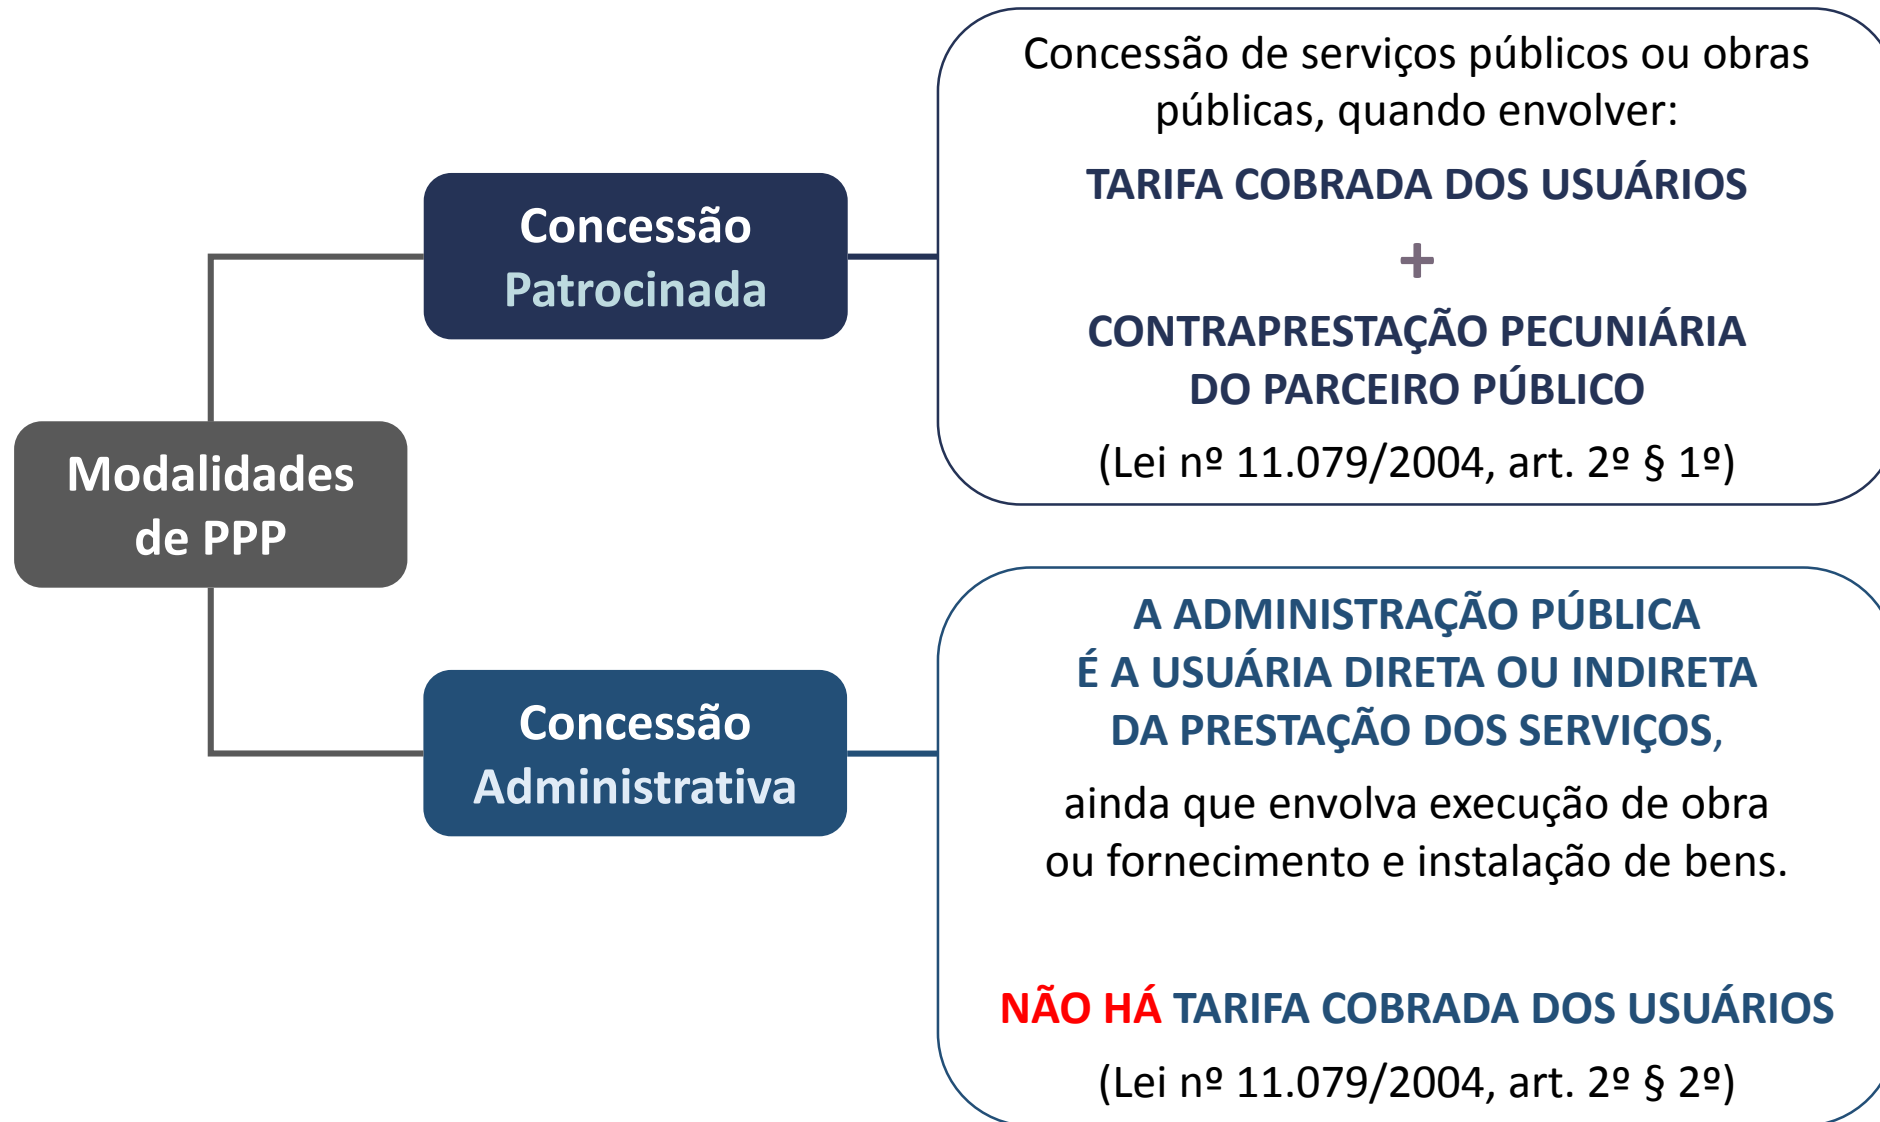 Modalidades
de PPP
Concessão
Patrocinada
Concessão de serviços públicos ou obras
públicas, quando envolver:
TARIFA COBRADA DOS USUÁRIOS
+
CONTRAPRESTAÇÃO PECUNIÁRIA
DO PARCEIRO PÚBLICO
(Lei nº 11.079/2004, art. 2º § 1º)
Concessão
Administrativa
A ADMINISTRAÇÃO PÚBLICA
É A USUÁRIA DIRETA OU INDIRETA
DA PRESTAÇÃO DOS SERVIÇOS,
ainda que envolva execução de obra
ou fornecimento e instalação de bens.
NÃO HÁ TARIFA COBRADA DOS USUÁRIOS
(Lei nº 11.079/2004, art. 2º § 2º)